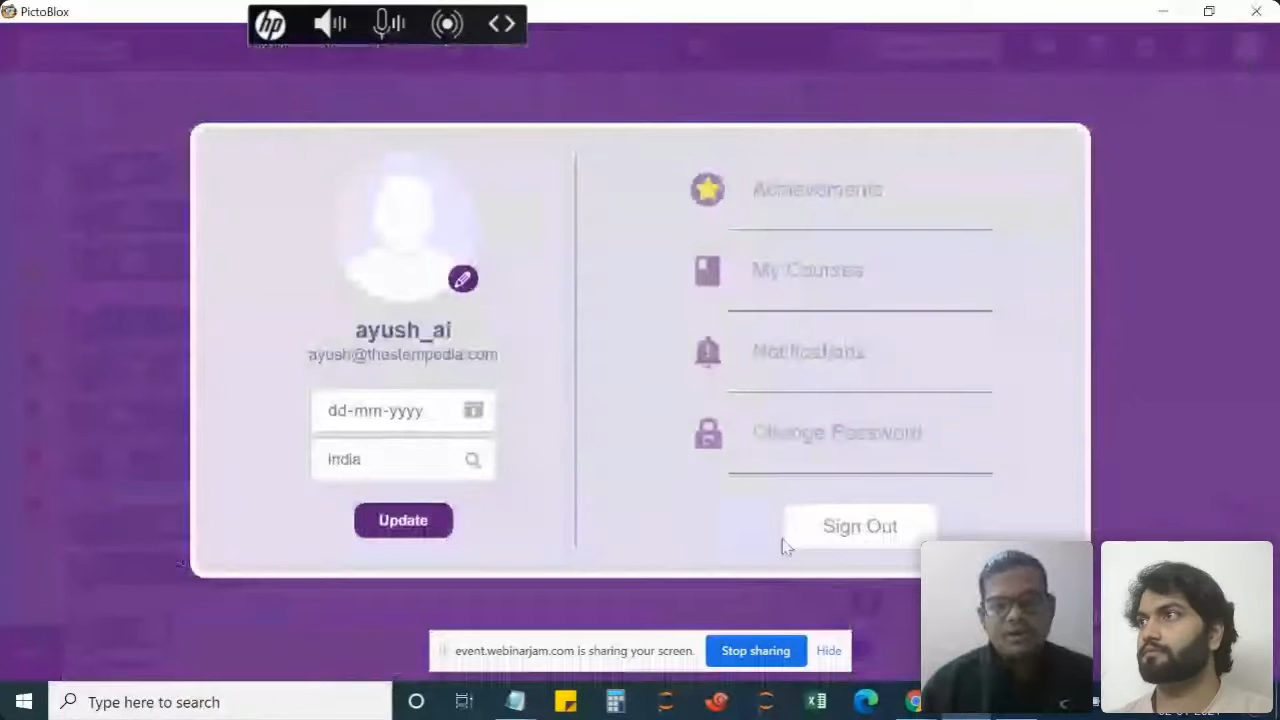 PictoBlox
hp
Achievements
My Courses
Notifications
Change Password
Sign Out
ayush_ai
ayush@thestempedia.com
dd-mm-yyyy
India
Update
event.webinarjam.com is sharing your screen.
Stop sharing
Hide
Type here to search